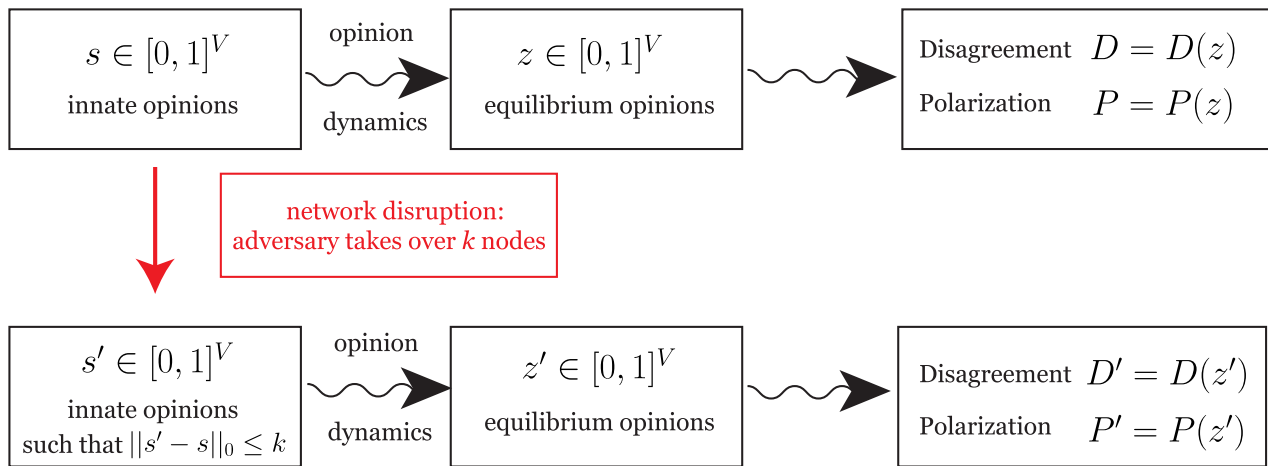 s ∈ [0, 1]^V
innate opinions
opinion
dynamics
z ∈ [0, 1]^V
equilibrium opinions
Disagreement D = D(z)
Polarization P = P(z)
network disruption:
adversary takes over k nodes
s′ ∈ [0, 1]^V
innate opinions
such that ||s′ − s||₀ ≤ k
opinion
dynamics
z′ ∈ [0, 1]^V
equilibrium opinions
Disagreement D′ = D(z′)
Polarization P′ = P(z′)